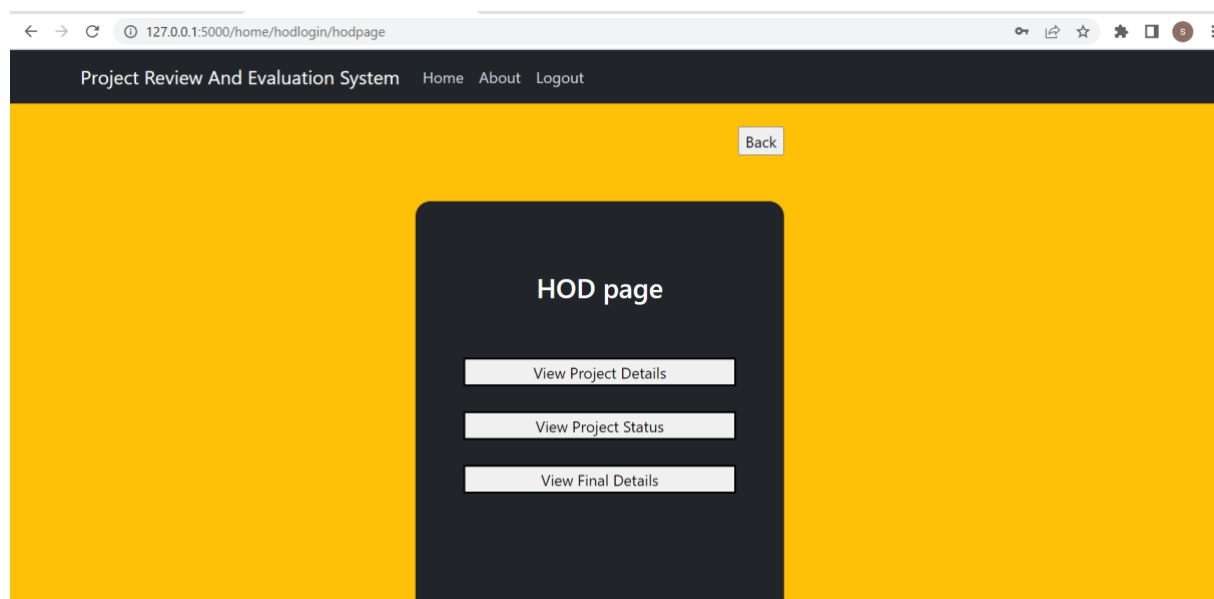 127.0.0.1:5000/home/hodlogin/hodpage
S
Project Review And Evaluation System Home About Logout
Back
HOD page
View Project Details
View Project Status
View Final Details